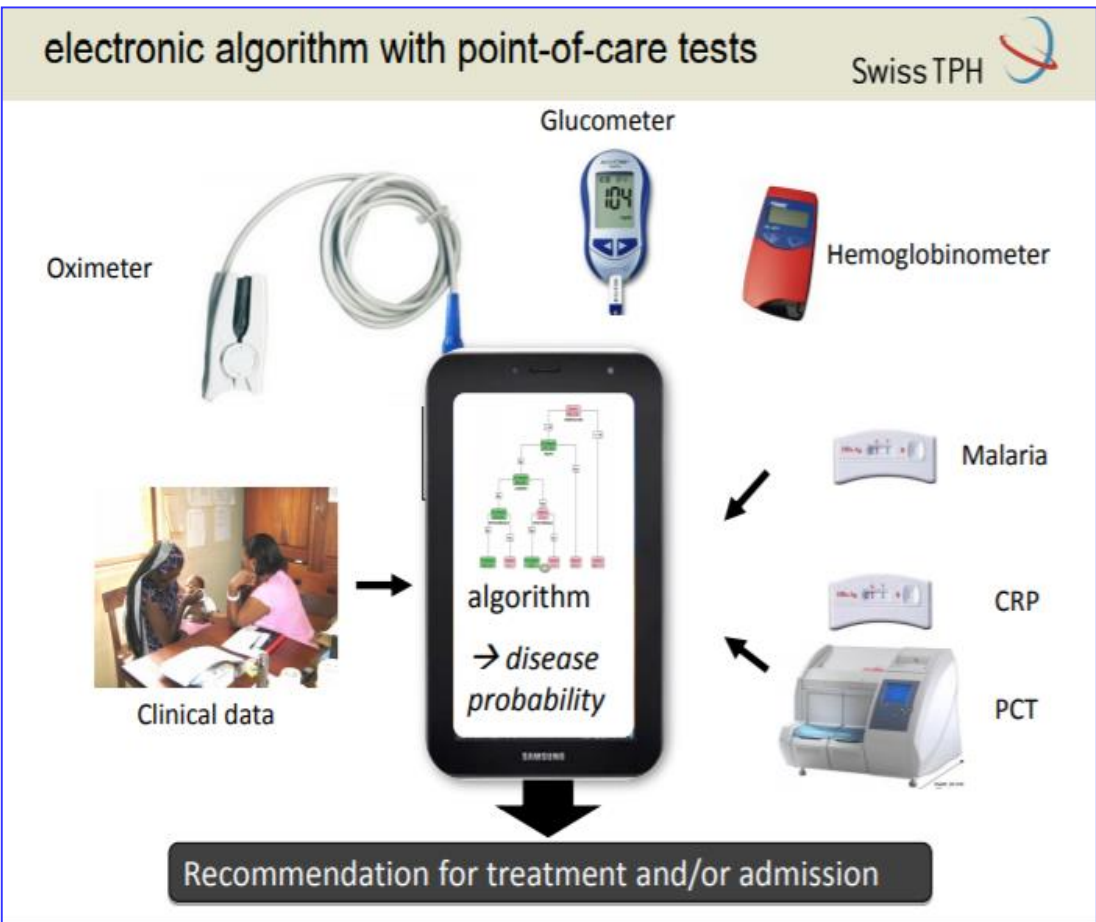 electronic algorithm with point-of-care tests
Swiss TPH
Glucometer
104
Oximeter
Hemoglobinometer
Malaria
algorithm
CRP
→ disease
probability
PCT
Clinical data
SAMSUNG
Recommendation for treatment and/or admission